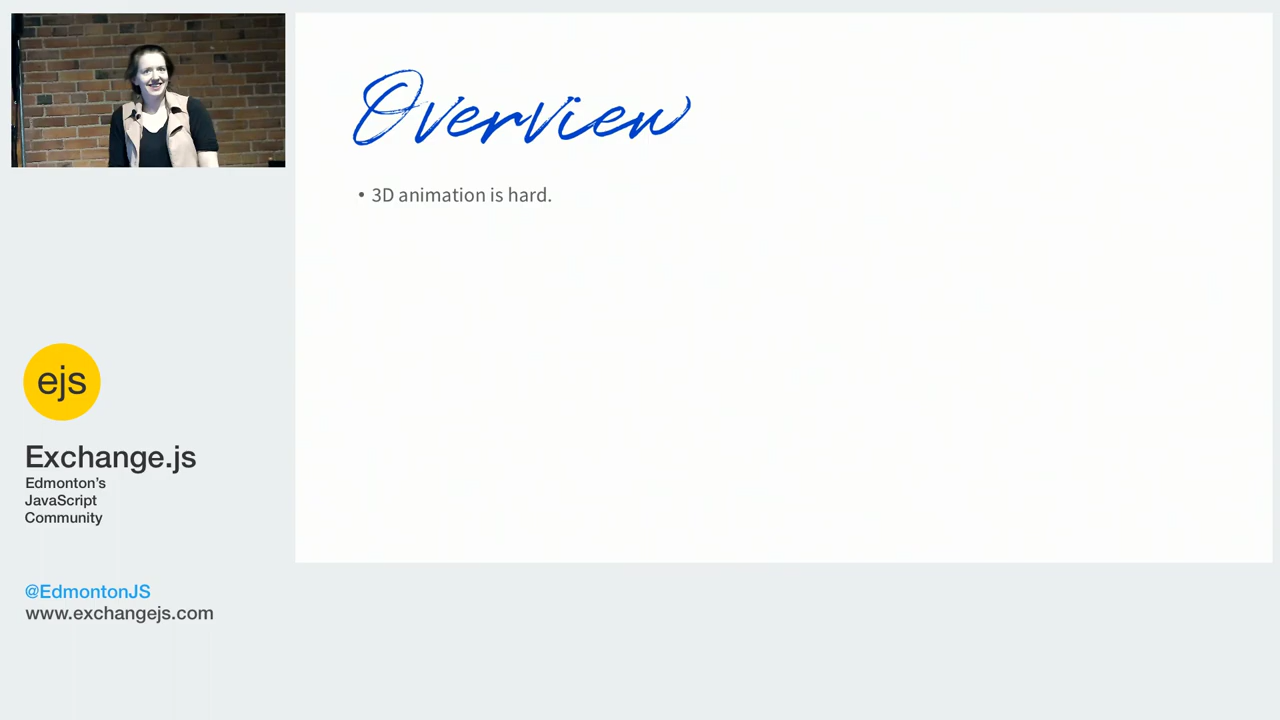 Overview
• 3D animation is hard.
ejs
Exchange.js
Edmonton's
JavaScript
Community
@EdmontonJS
www.exchangejs.com